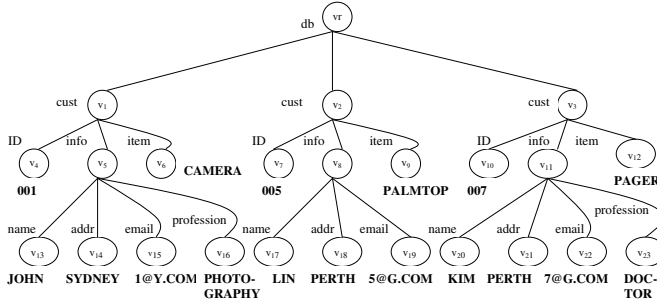 db vr
cust v1 cust v2 cust v3
ID info item ID info item ID info item
v4 v5 v6 v7 v8 v9 v10 v11 v12
001 CAMERA 005 PALMTOP 007 PAGER
name addr email profession name addr email name addr email profession
v13 v14 v15 v16 v17 v18 v19 v20 v21 v22 v23
JOHN SYDNEY 1@Y.COM PHOTO- LIN PERTH 5@G.COM KIM PERTH 7@G.COM DOC-
GRAPHY TOR